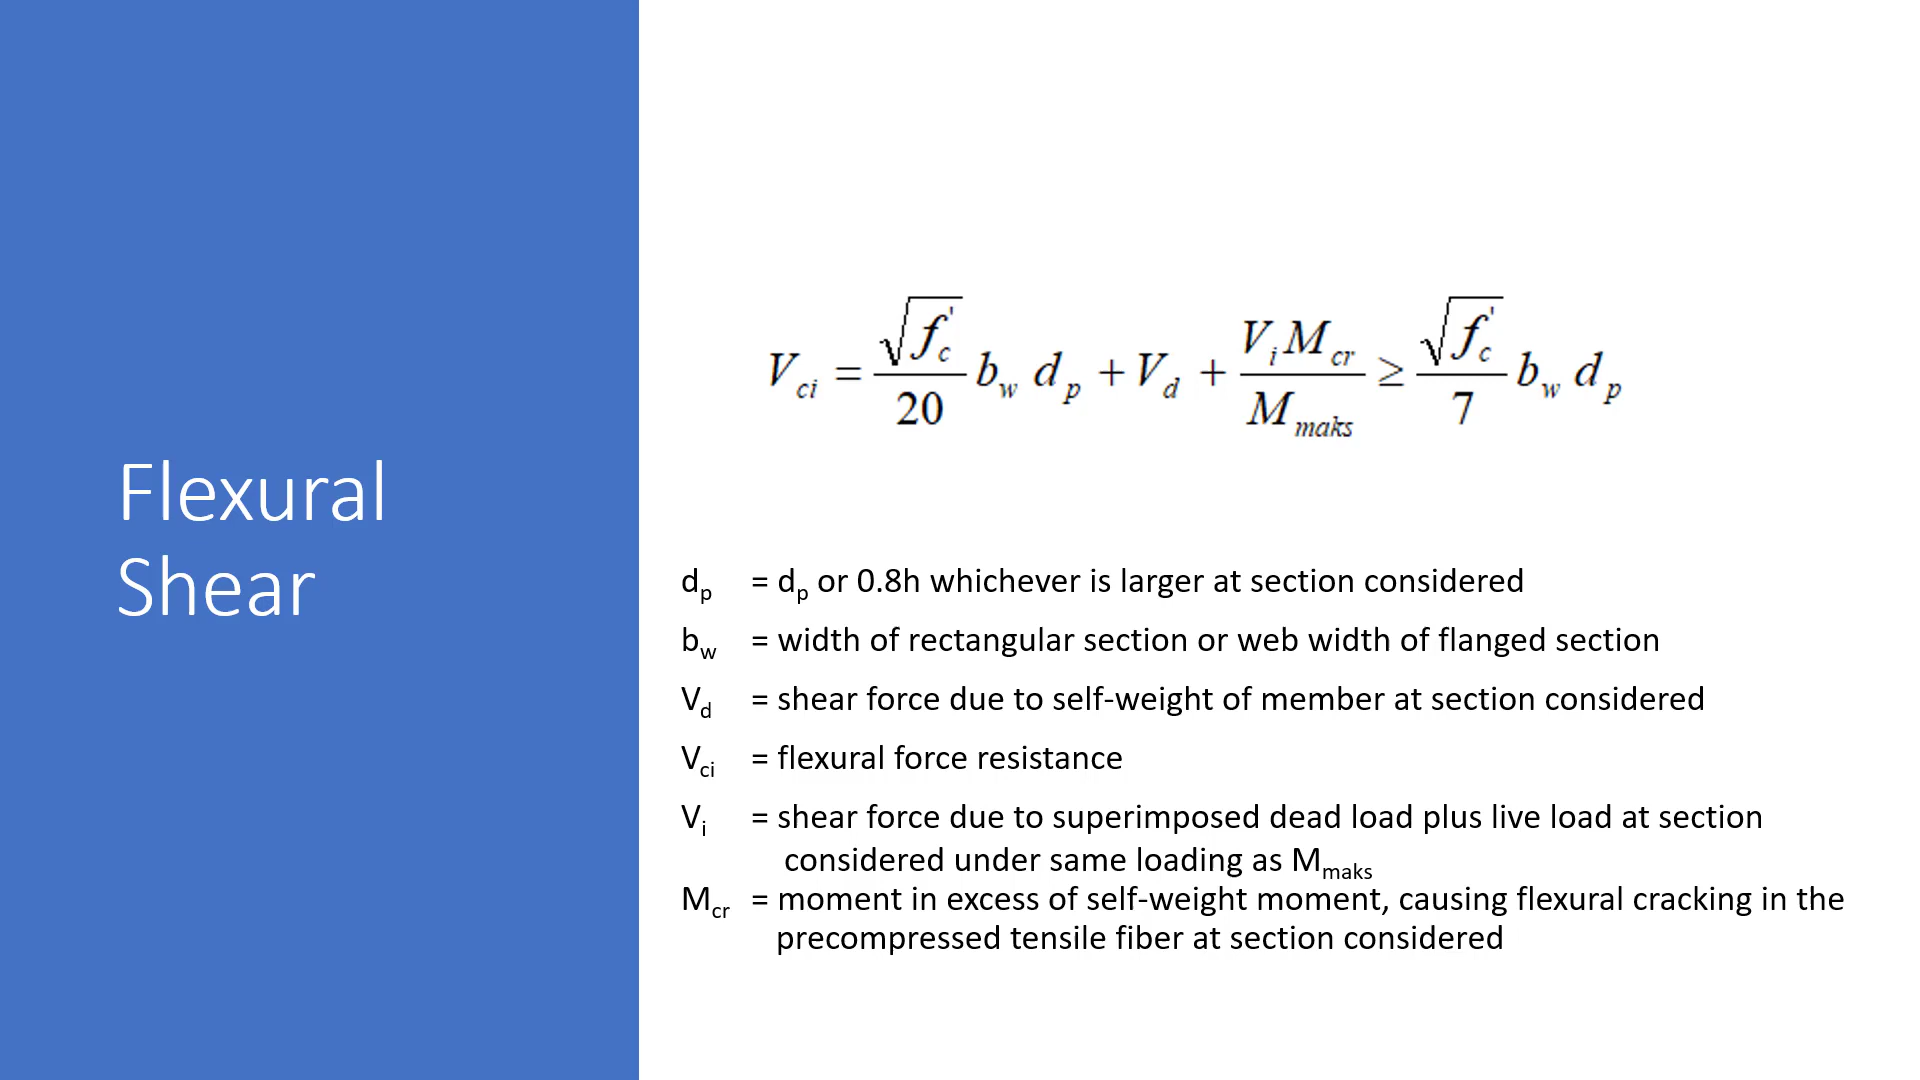 Flexural
Shear
V_ci = √f'_c / 20 b_w d_p + V_d + V_i M_cr / M_maks ≥ √f'_c / 7 b_w d_p
d_p = d_p or 0.8h whichever is larger at section considered
b_w = width of rectangular section or web width of flanged section
V_d = shear force due to self-weight of member at section considered
V_ci = flexural force resistance
V_i = shear force due to superimposed dead load plus live load at section
considered under same loading as M_maks
M_cr = moment in excess of self-weight moment, causing flexural cracking in the
precompressed tensile fiber at section considered